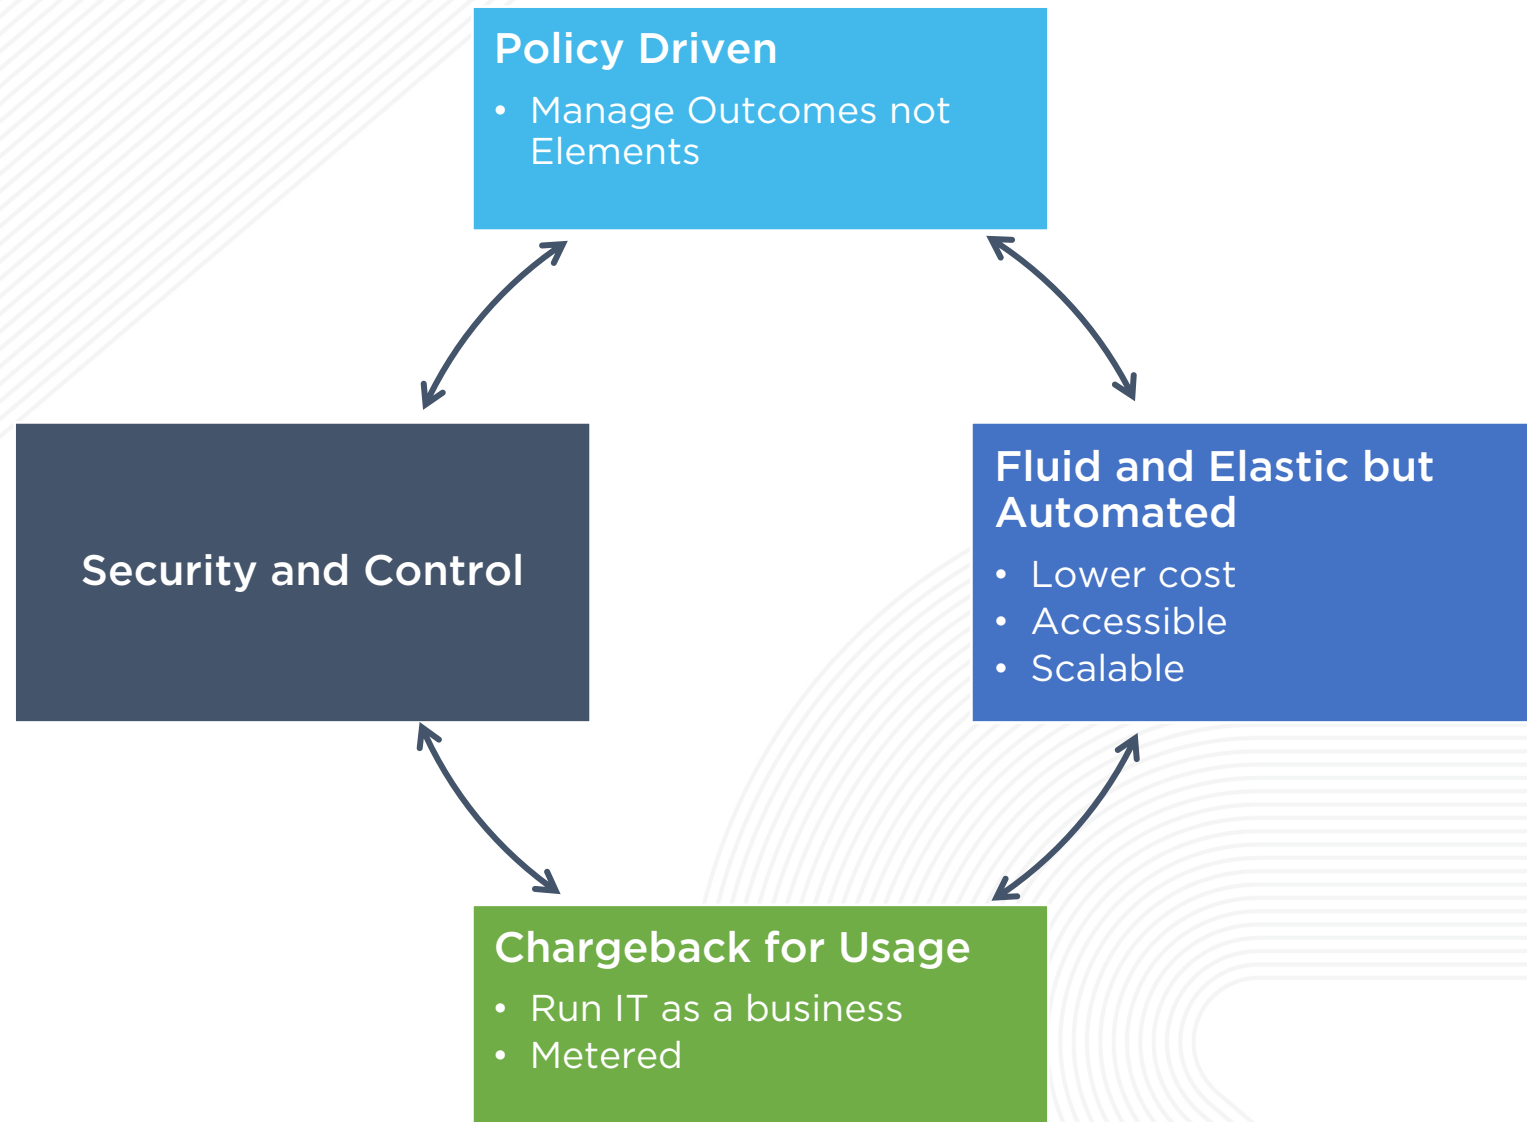 Policy Driven
• Manage Outcomes not
Elements
Security and Control
Fluid and Elastic but
Automated
• Lower cost
• Accessible
• Scalable
Chargeback for Usage
• Run IT as a business
• Metered